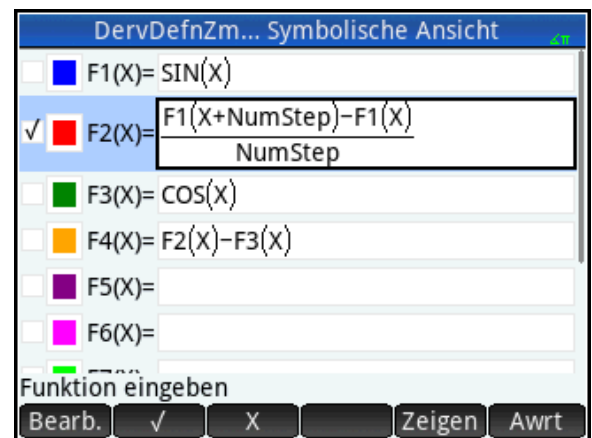 DervDefnZm... Symbolische Ansicht ∡π
F1(X)= SIN(X)
√ F2(X)= F1(X+NumStep)−F1(X)
NumStep
F3(X)= COS(X)
F4(X)= F2(X)−F3(X)
F5(X)=
F6(X)=
Funktion eingeben
Bearb. √ X Zeigen Awrt